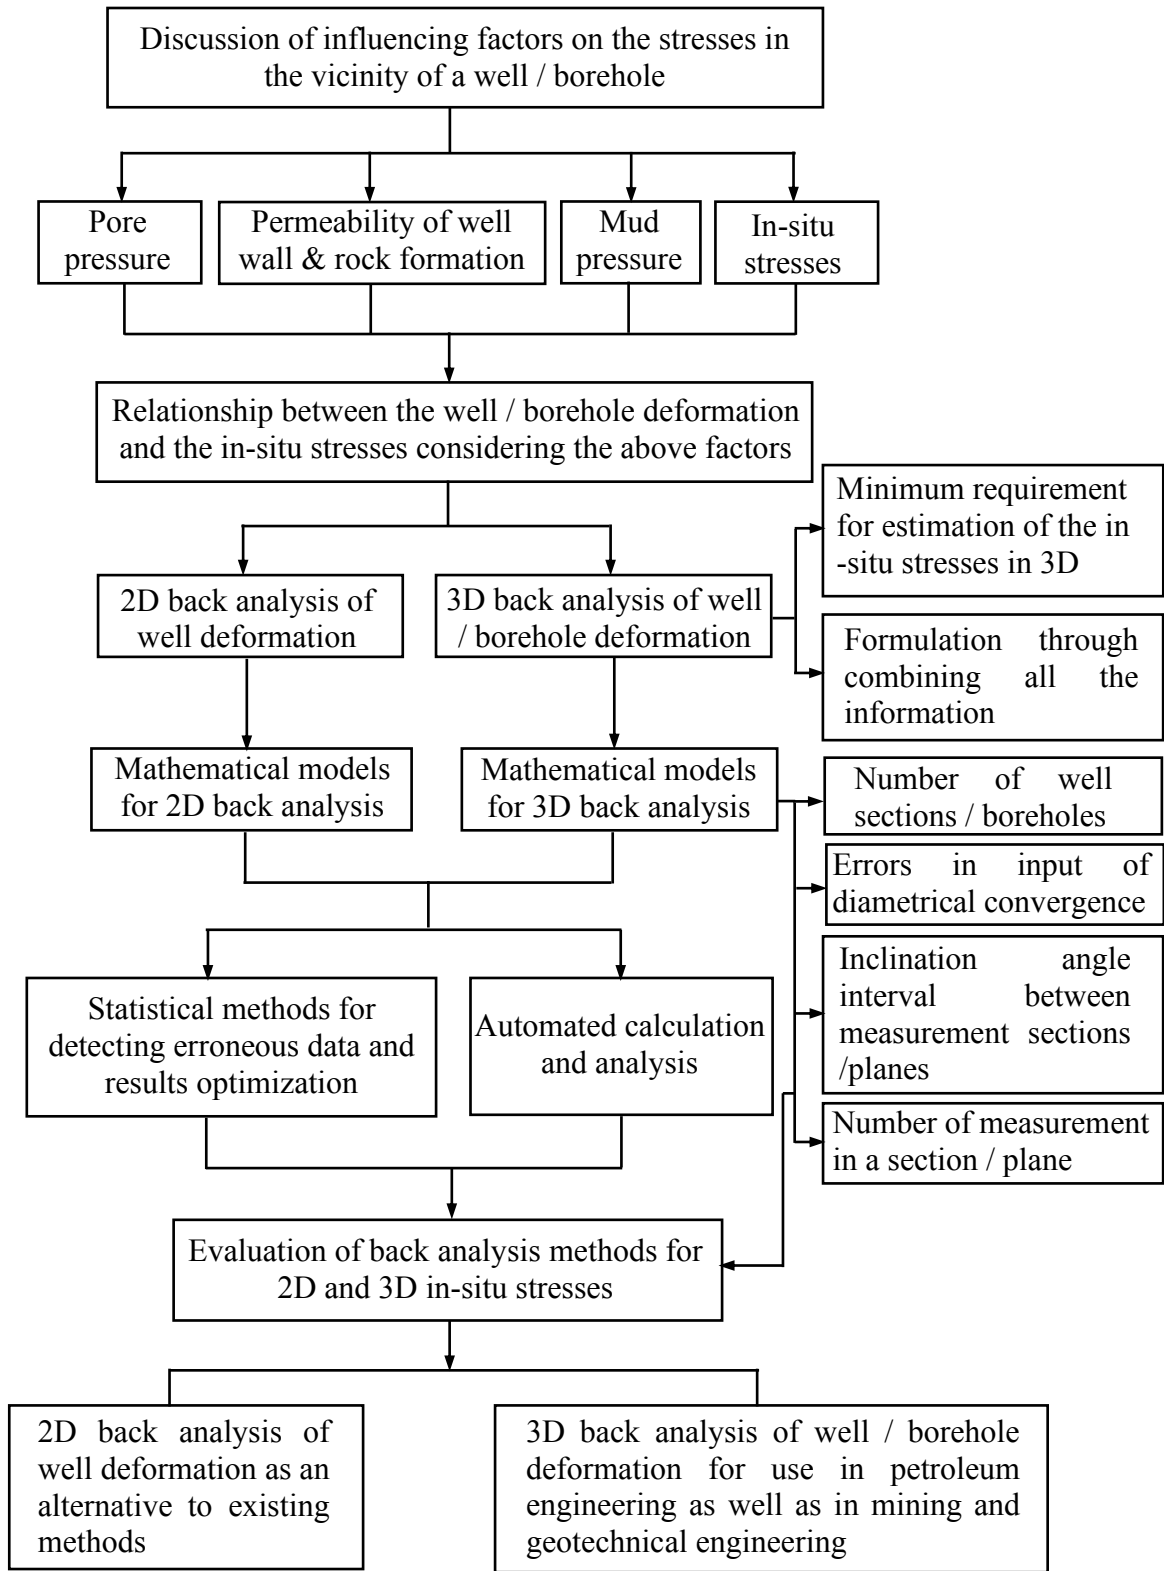 Discussion of influencing factors on the stresses in
the vicinity of a well / borehole
Pore
pressure
Permeability of well
wall & rock formation
Mud
pressure
In-situ
stresses
Relationship between the well / borehole deformation
and the in-situ stresses considering the above factors
Minimum requirement
for estimation of the in
-situ stresses in 3D
2D back analysis of
well deformation
3D back analysis of well
/ borehole deformation
Formulation through
combining all the
information
Mathematical models
for 2D back analysis
Mathematical models
for 3D back analysis
Number of well
sections / boreholes
Errors in input of
diametrical convergence
Inclination angle
interval between
measurement sections
/planes
Number of measurement
in a section / plane
Statistical methods for
detecting erroneous data and
results optimization
Automated calculation
and analysis
Evaluation of back analysis methods for
2D and 3D in-situ stresses
2D back analysis of
well deformation as an
alternative to existing
methods
3D back analysis of well / borehole
deformation for use in petroleum
engineering as well as in mining and
geotechnical engineering